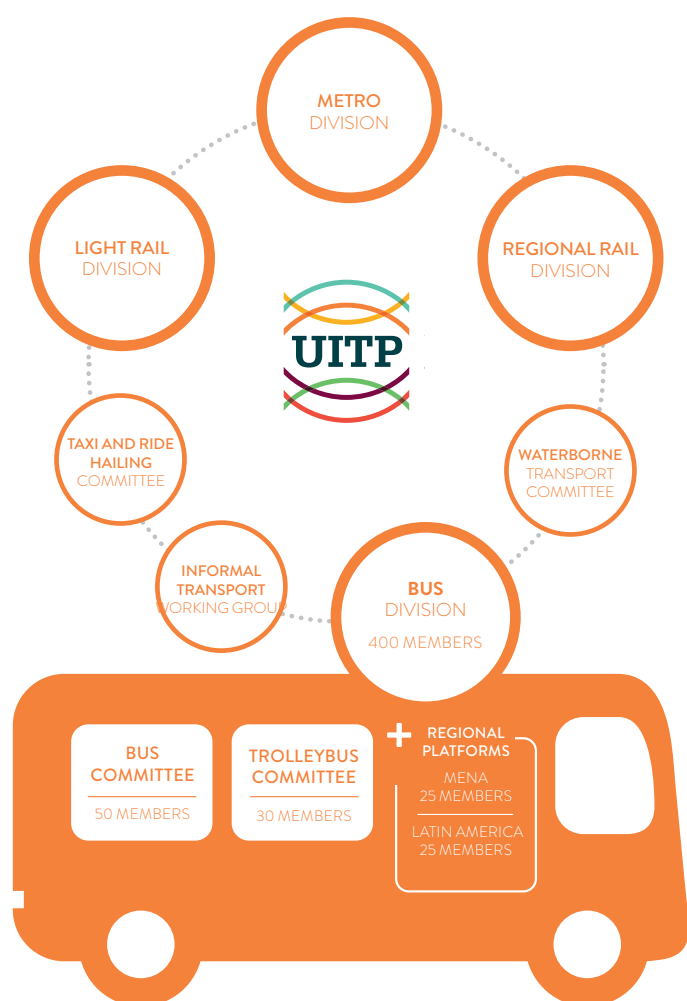 METRO
DIVISION
LIGHT RAIL
DIVISION
REGIONAL RAIL
DIVISION
UITP
TAXI AND RIDE
HAILING
COMMITTEE
WATERBORNE
TRANSPORT
COMMITTEE
INFORMAL
TRANSPORT
WORKING GROUP
BUS
DIVISION
400 MEMBERS
BUS
COMMITTEE
50 MEMBERS
TROLLEYBUS
COMMITTEE
30 MEMBERS
+ REGIONAL
PLATFORMS
MENA
25 MEMBERS
LATIN AMERICA
25 MEMBERS